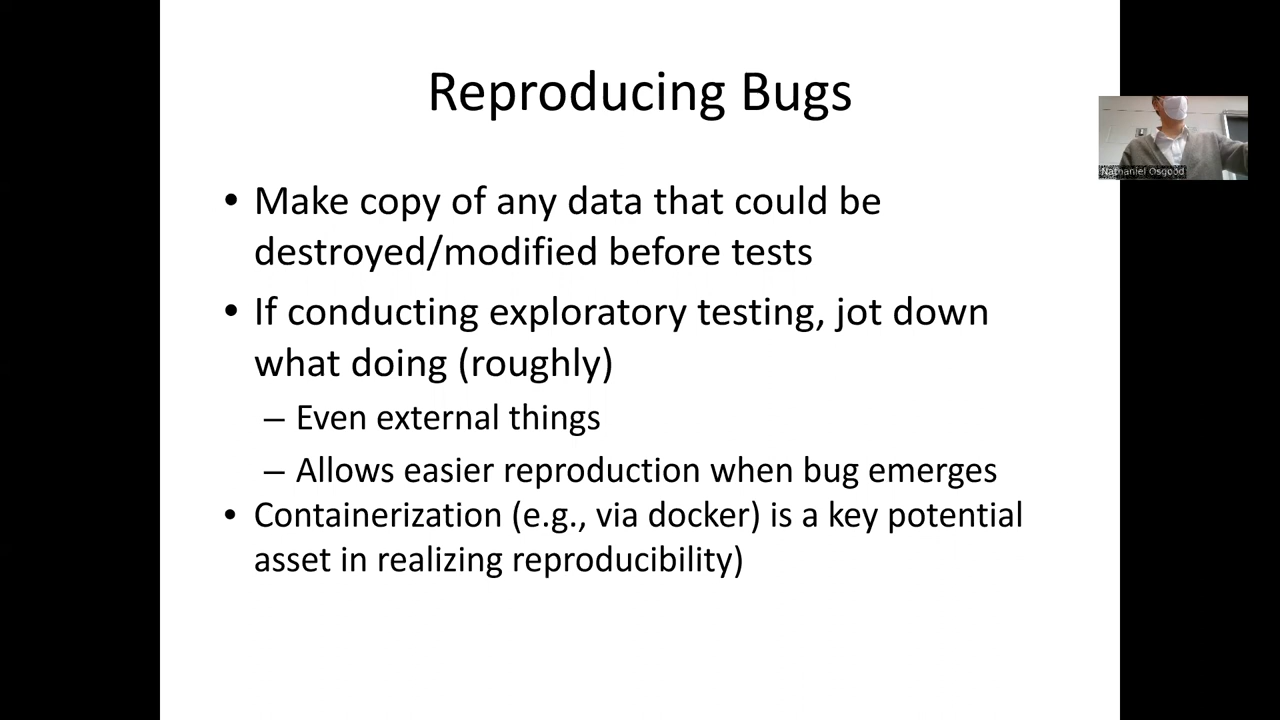 Reproducing Bugs
• Make copy of any data that could be
destroyed/modified before tests
• If conducting exploratory testing, jot down
what doing (roughly)
– Even external things
– Allows easier reproduction when bug emerges
• Containerization (e.g., via docker) is a key potential
asset in realizing reproducibility)
Nathaniel Osgood